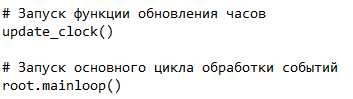 # Запуск функции обновления часов
update_clock()
# Запуск основного цикла обработки событий
root.mainloop()